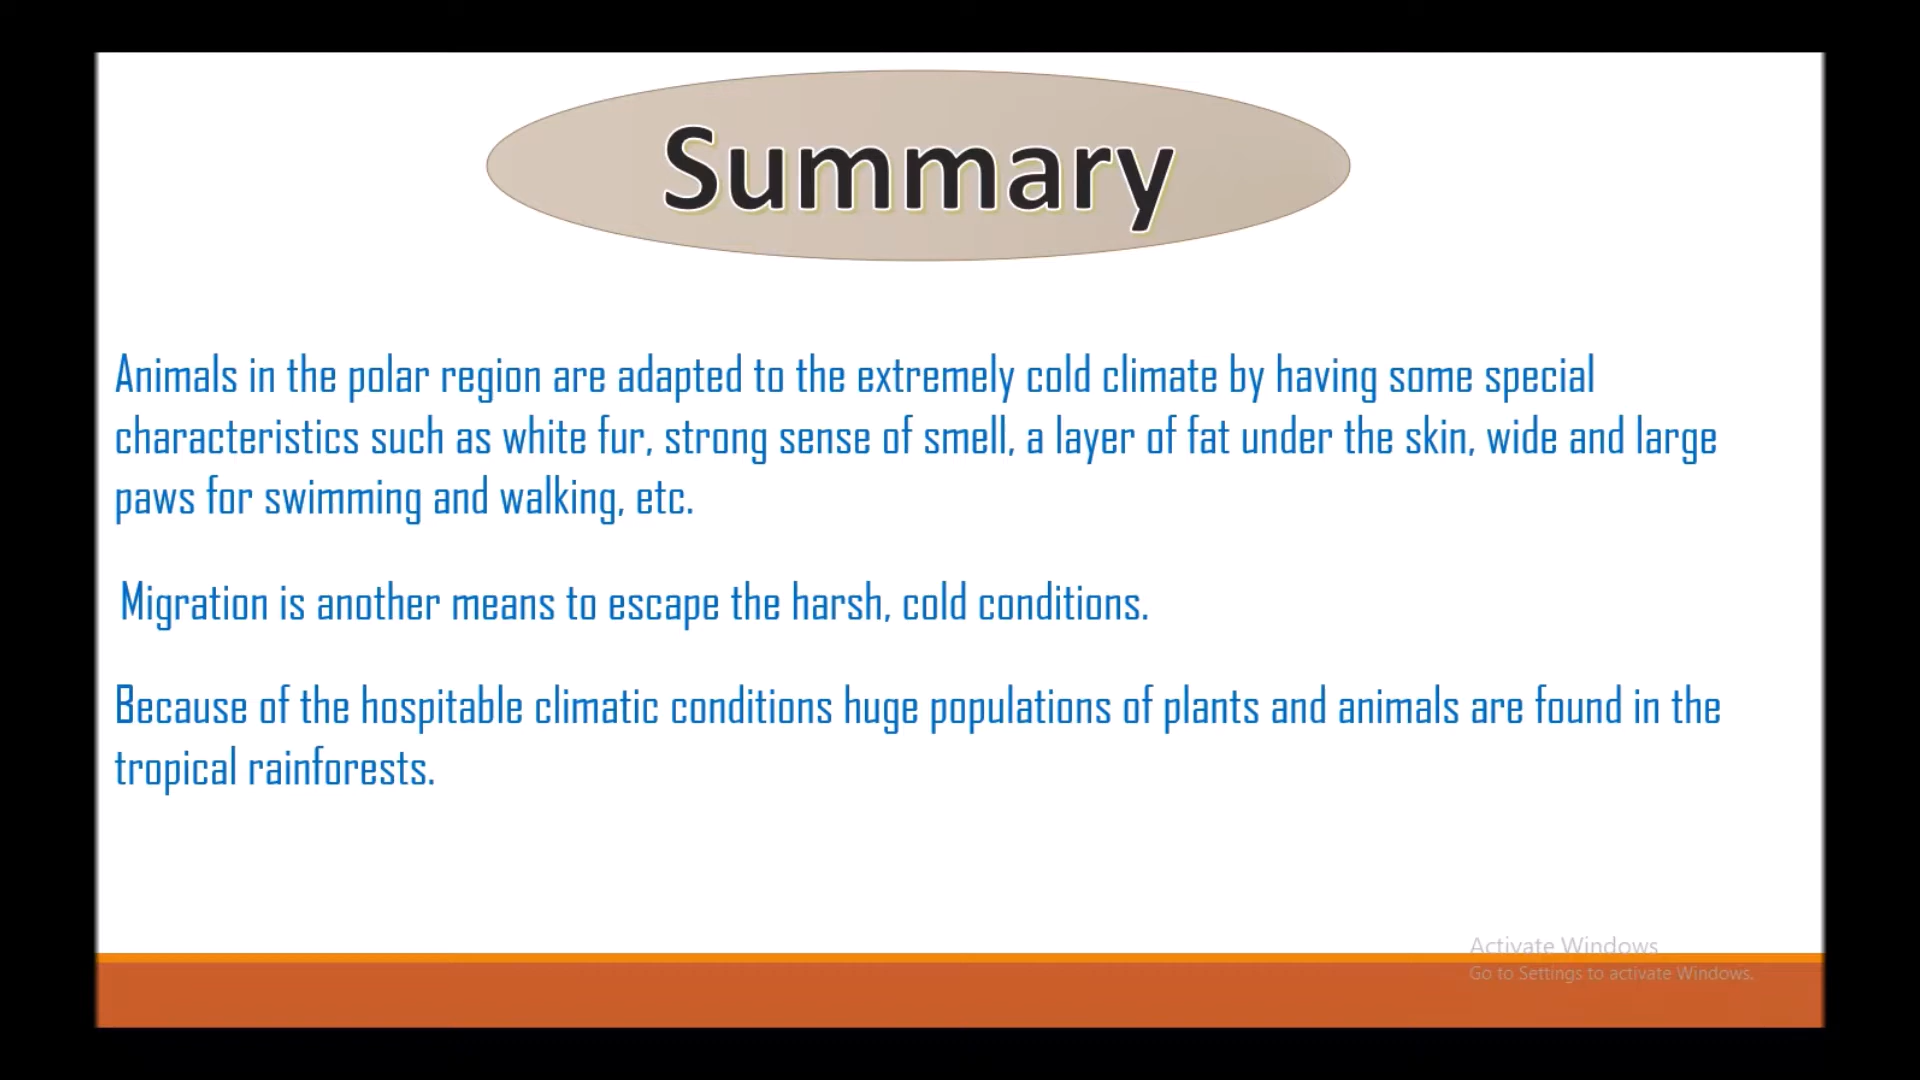 Summary
Animals in the polar region are adapted to the extremely cold climate by having some special
characteristics such as white fur, strong sense of smell, a layer of fat under the skin, wide and large
paws for swimming and walking, etc.
Migration is another means to escape the harsh, cold conditions.
Because of the hospitable climatic conditions huge populations of plants and animals are found in the
tropical rainforests.
Activate Windows
Go to Settings to activate Windows.